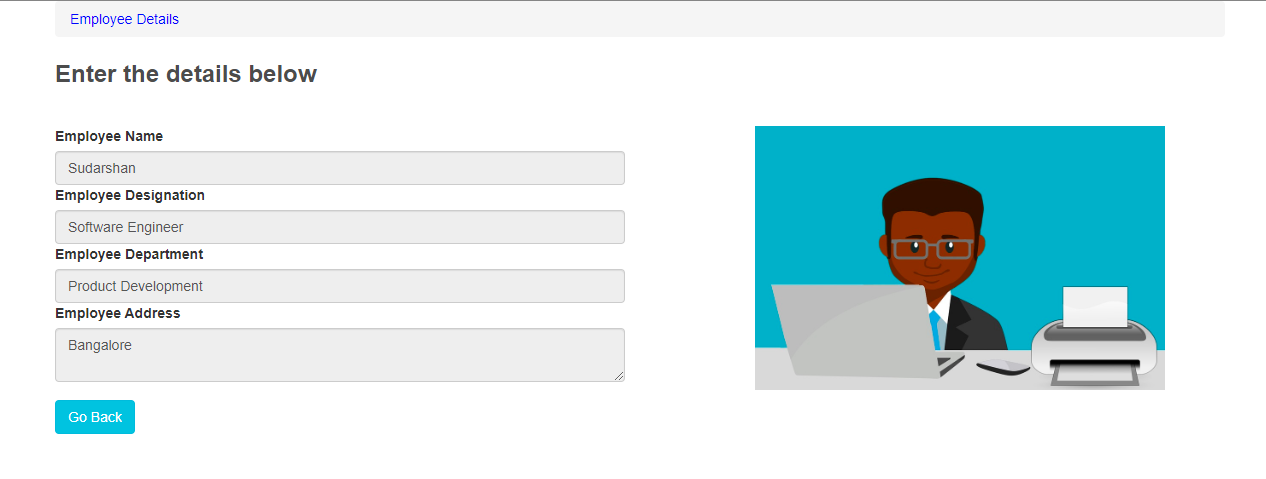 Employee Details
Enter the details below
Employee Name
Sudarshan
Employee Designation
Software Engineer
Employee Department
Product Development
Employee Address
Bangalore
Go Back